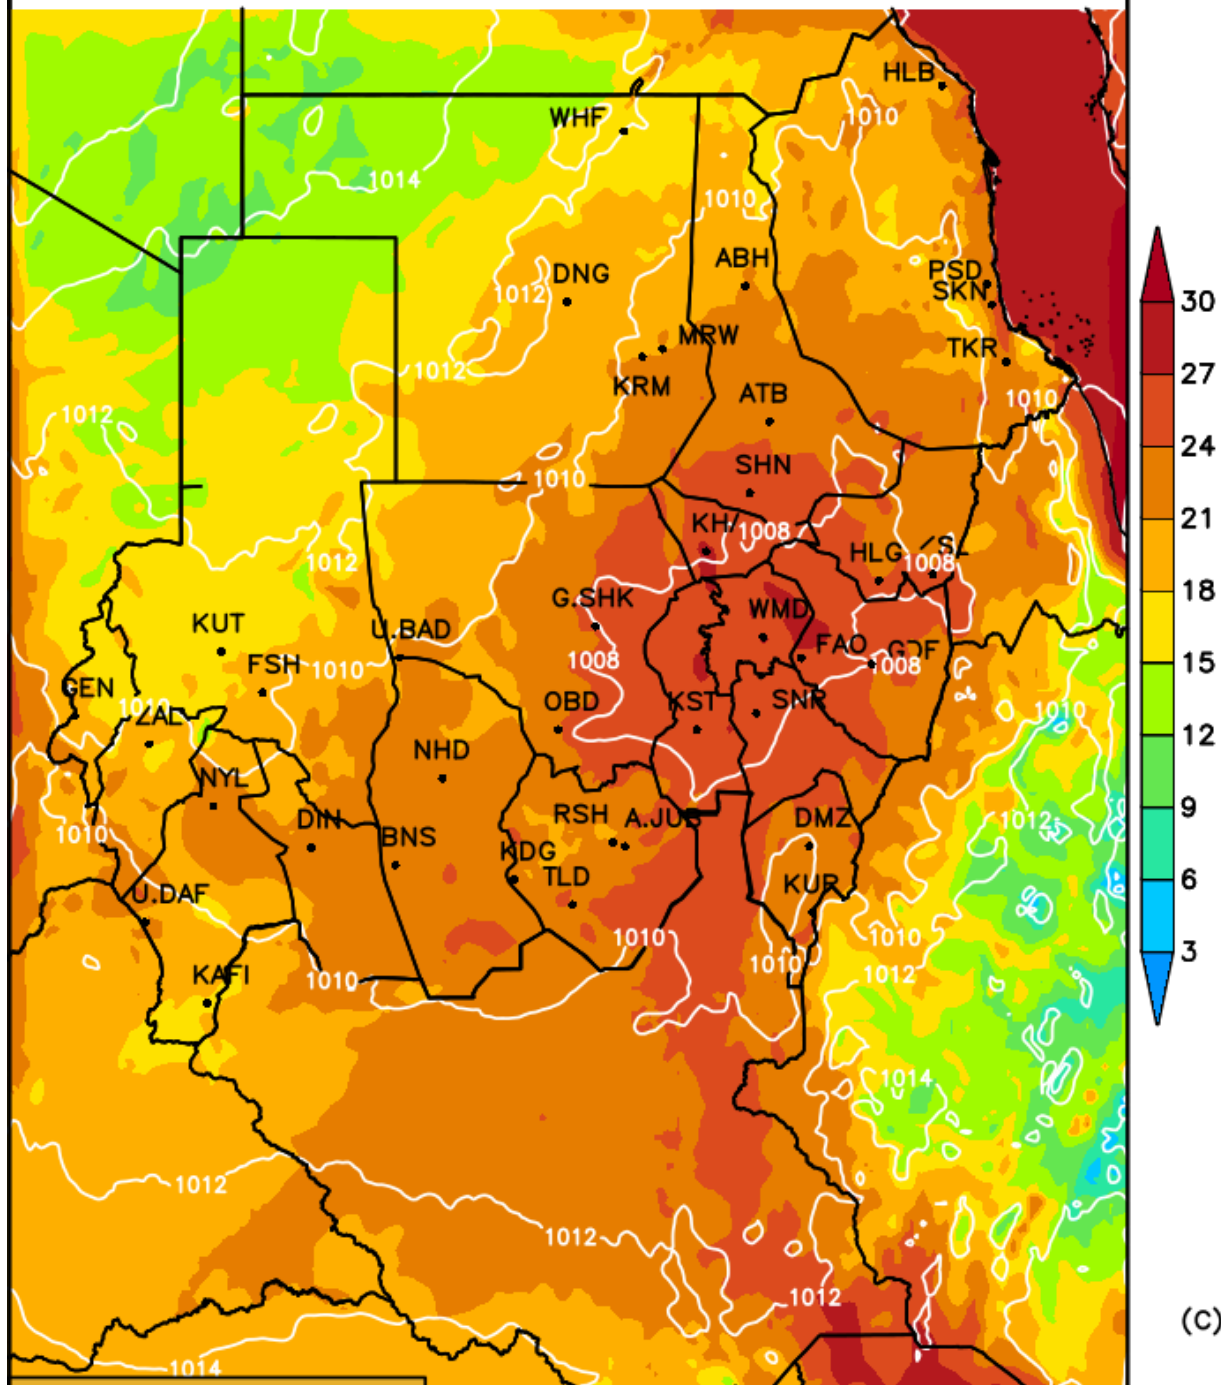 HLB
WHF
1010
1014
1010
ABH
PSD
DNG
SKN
1012
MRW
TKR
1012
KRM
ATB
1010
1012
SHN
1010
KH/
1008
HLG
1008
1012
G.SHK
WMD
KUT
U.BAD
FAO
GDF
FSH
1010
1008
1008
GEN
OBD
KST
SNR
1010
ZAL
1010
NHD
NYL
RSH
A.JUB
DMZ
DIN
1012
1010
BNS
KDG
TLD
KUR
U.DAF
1010
1010
1010
KAFI
1010
1012
1014
1012
1012
1012
1014
30
27
24
21
18
15
12
9
6
3
(C)